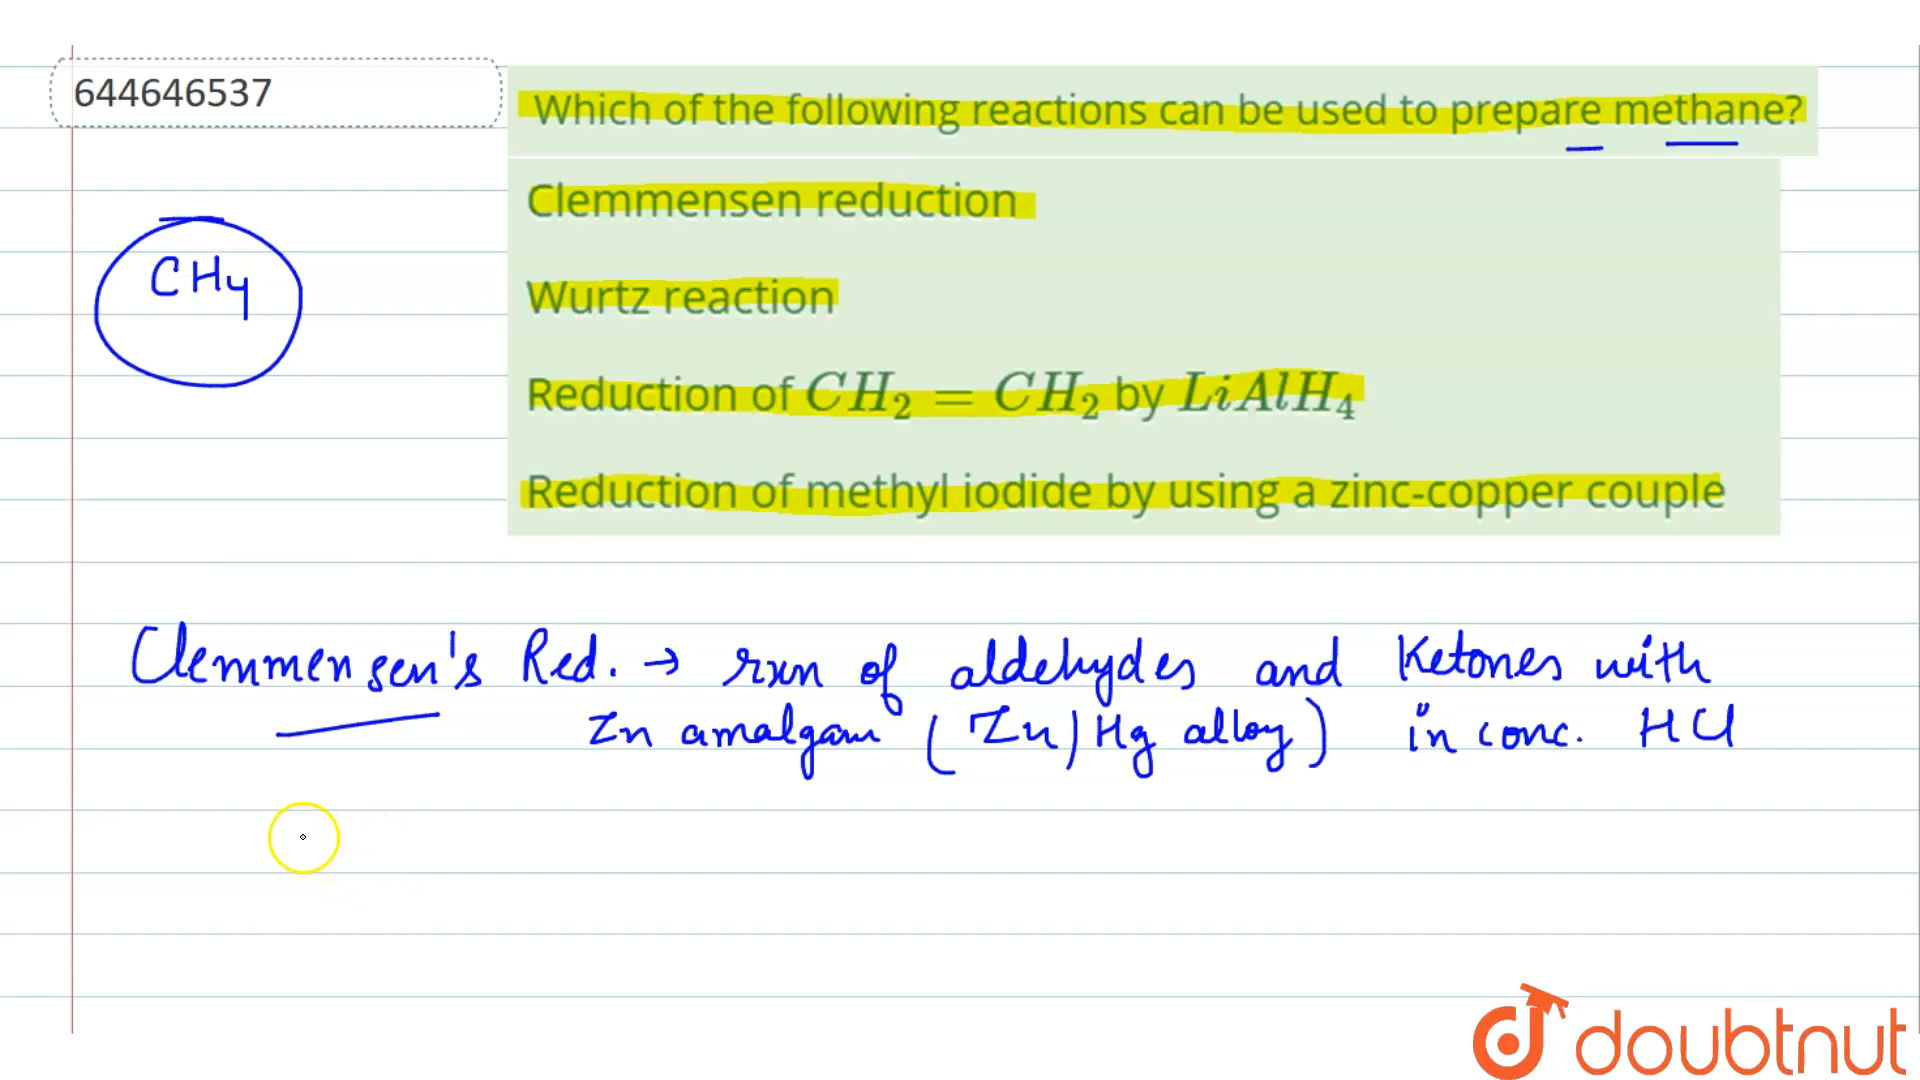 644646537
Which of the following reactions can be used to prepare methane?
Clemmensen reduction
Wurtz reaction
Reduction of CH₂ = CH₂ by LiAlH₄
Reduction of methyl iodide by using a zinc-copper couple
CH4
Clemmensen's Red. → rxn of aldehydes and Ketones with
Zn amalgam (Zn/Hg alloy) in conc. HCl
doubtnut